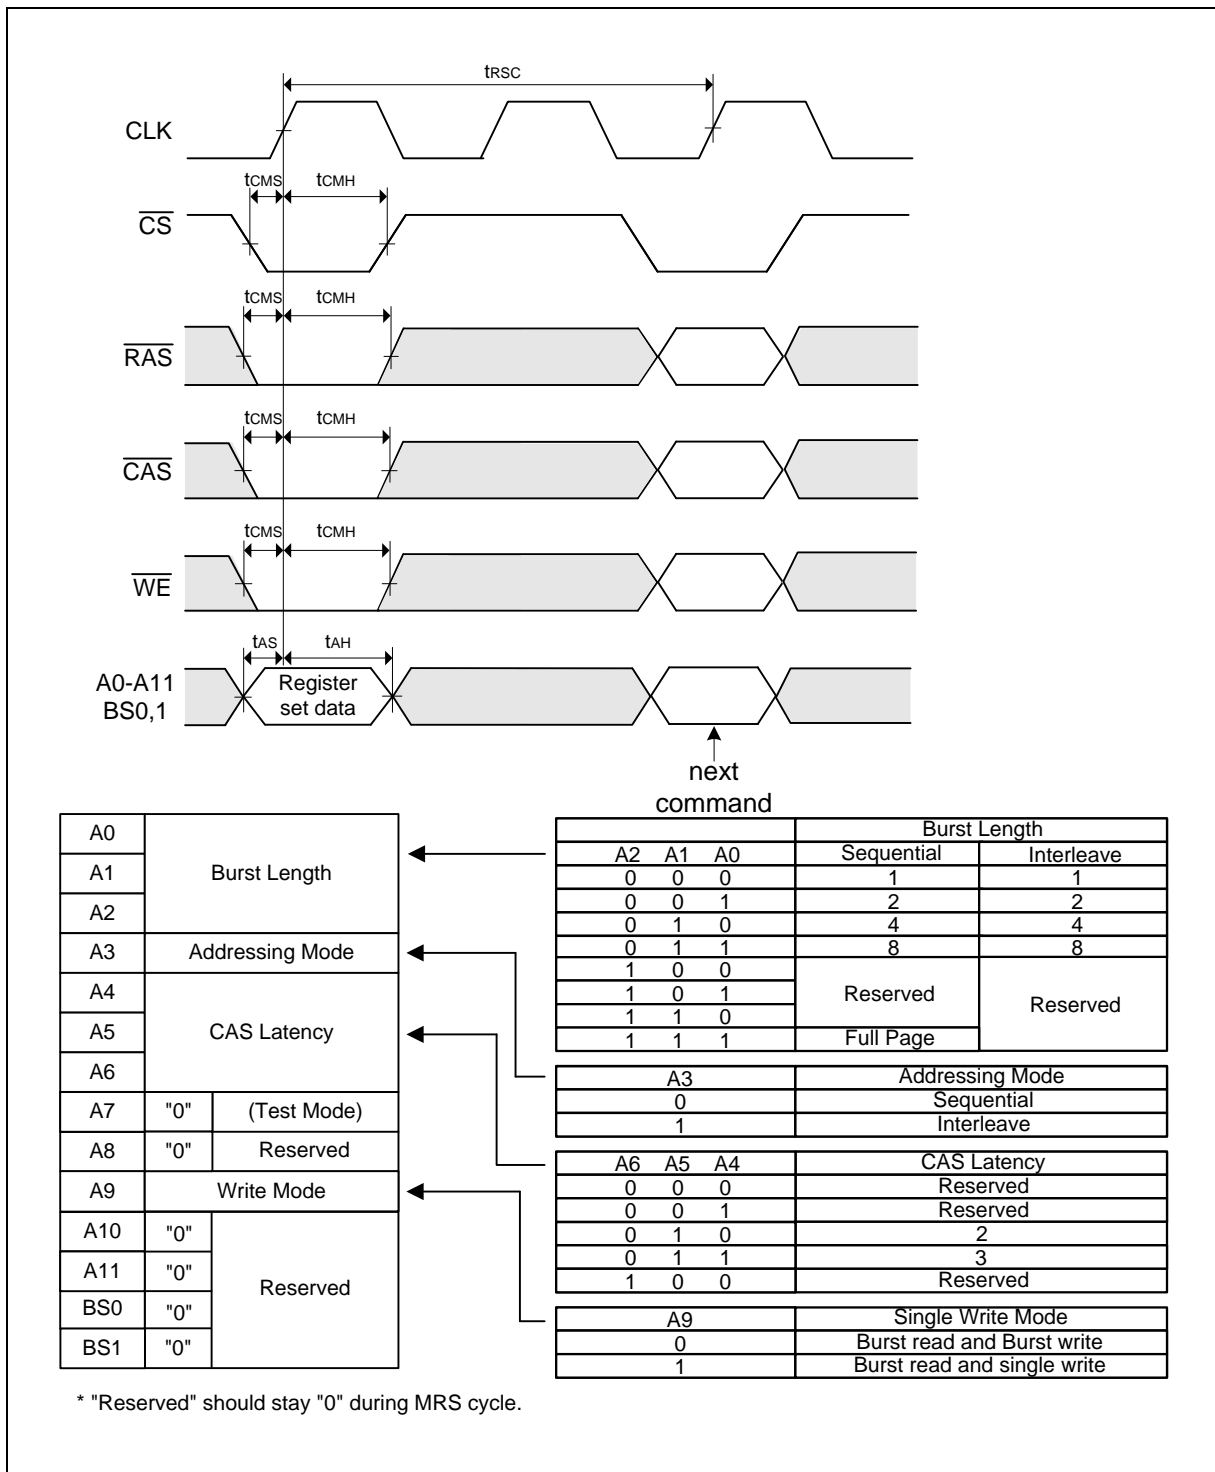 tRSC
CLK
tCMS tCMH
CS
tCMS tCMH
RAS
tCMS tCMH
CAS
tCMS tCMH
WE
tAS tAH
A0-A11
BS0,1
Register
set data
next
command
A0
A1
A2
Burst Length
A3 Addressing Mode
A4
A5
A6
CAS Latency
A7 "0" (Test Mode)
A8 "0" Reserved
A9 Write Mode
A10 "0"
A11 "0"
BS0 "0"
BS1 "0"
Reserved
Burst Length
A2 A1 A0 Sequential Interleave
0 0 0 1 1
0 0 1 2 2
0 1 0 4 4
0 1 1 8 8
1 0 0
1 0 1 Reserved Reserved
1 1 0
1 1 1 Full Page
A3 Addressing Mode
0 Sequential
1 Interleave
A6 A5 A4 CAS Latency
0 0 0 Reserved
0 0 1 Reserved
0 1 0 2
0 1 1 3
1 0 0 Reserved
A9 Single Write Mode
0 Burst read and Burst write
1 Burst read and single write
* "Reserved" should stay "0" during MRS cycle.